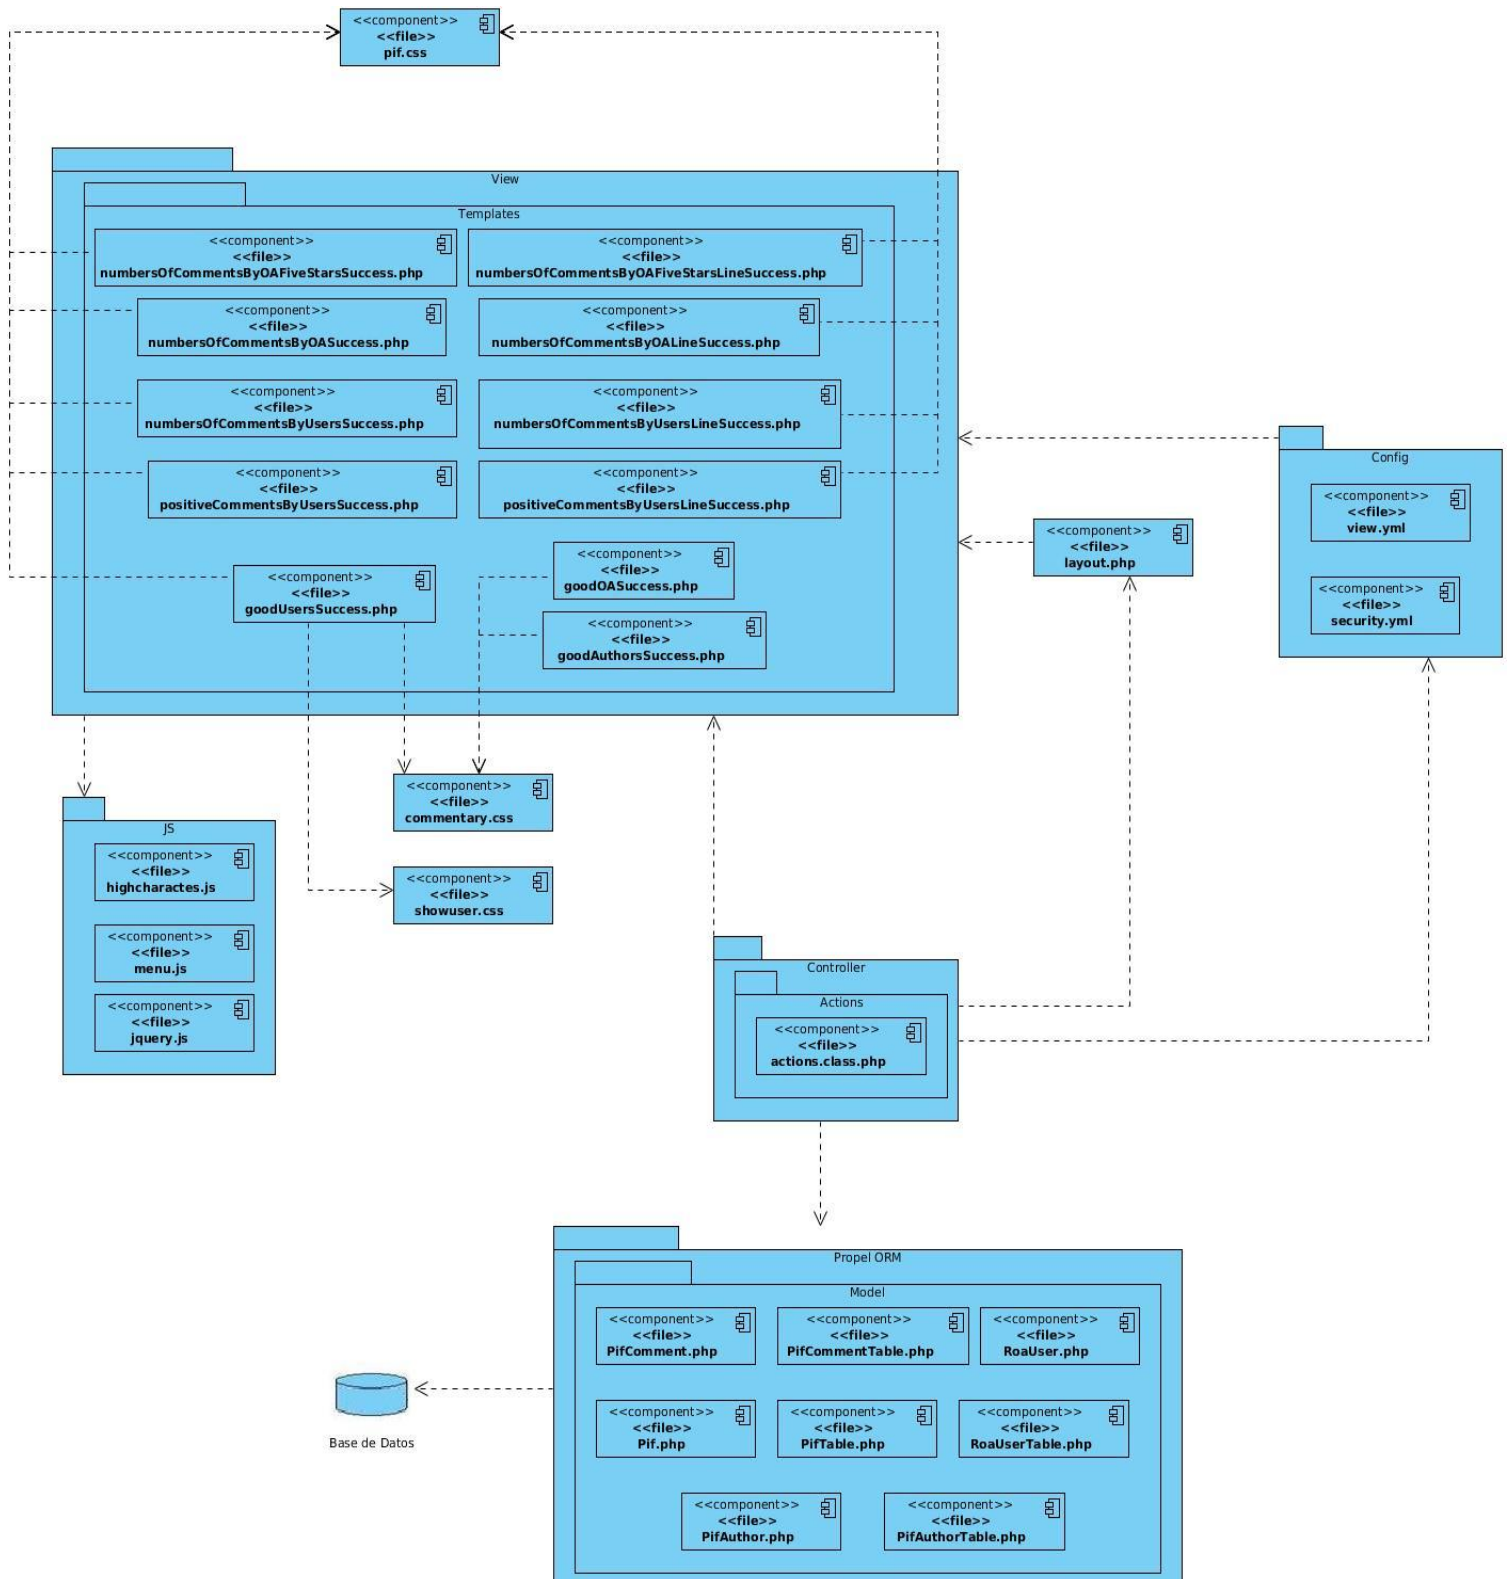 <<component>>
<<file>>
pif.css
View
Templates
<<component>>
<<file>>
numbersOfCommentsByOAFiveStarsSuccess.php
<<component>>
<<file>>
numbersOfCommentsByOAFiveStarsLineSuccess.php
<<component>>
<<file>>
numbersOfCommentsByOASuccess.php
<<component>>
<<file>>
numbersOfCommentsByOALineSuccess.php
<<component>>
<<file>>
numbersOfCommentsByUsersSuccess.php
<<component>>
<<file>>
numbersOfCommentsByUsersLineSuccess.php
<<component>>
<<file>>
positiveCommentsByUsersSuccess.php
<<component>>
<<file>>
positiveCommentsByUsersLineSuccess.php
<<component>>
<<file>>
goodOASuccess.php
<<component>>
<<file>>
goodUsersSuccess.php
<<component>>
<<file>>
goodAuthorsSuccess.php
Config
<<component>>
<<file>>
view.yml
<<component>>
<<file>>
security.yml
<<component>>
<<file>>
layout.php
<<component>>
<<file>>
commentary.css
<<component>>
<<file>>
showuser.css
JS
<<component>>
<<file>>
highcharactes.js
<<component>>
<<file>>
menu.js
<<component>>
<<file>>
jquery.js
Controller
Actions
<<component>>
<<file>>
actions.class.php
Propel ORM
Model
<<component>>
<<file>>
PifComment.php
<<component>>
<<file>>
PifCommentTable.php
<<component>>
<<file>>
RoaUser.php
<<component>>
<<file>>
Pif.php
<<component>>
<<file>>
PifTable.php
<<component>>
<<file>>
RoaUserTable.php
<<component>>
<<file>>
PifAuthor.php
<<component>>
<<file>>
PifAuthorTable.php
Base de Datos